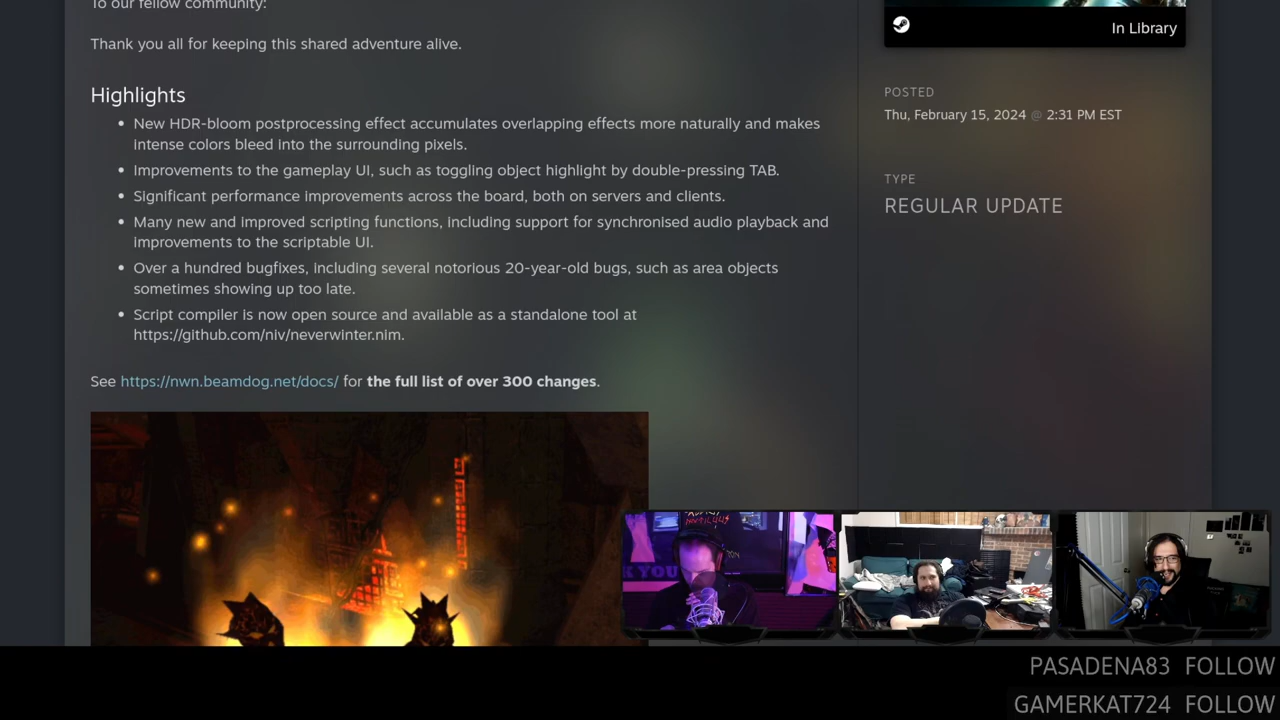 To our fellow community:
Thank you all for keeping this shared adventure alive.
Highlights
• New HDR-bloom postprocessing effect accumulates overlapping effects more naturally and makes
intense colors bleed into the surrounding pixels.
• Improvements to the gameplay UI, such as toggling object highlight by double-pressing TAB.
• Significant performance improvements across the board, both on servers and clients.
• Many new and improved scripting functions, including support for synchronised audio playback and
improvements to the scriptable UI.
• Over a hundred bugfixes, including several notorious 20-year-old bugs, such as area objects
sometimes showing up too late.
• Script compiler is now open source and available as a standalone tool at
https://github.com/niv/neverwinter.nim.
See https://nwn.beamdog.net/docs/ for the full list of over 300 changes.
In Library
POSTED
Thu, February 15, 2024 @ 2:31 PM EST
TYPE
REGULAR UPDATE
K YOU
PASADENA83 FOLLOW
GAMERKAT724 FOLLOW